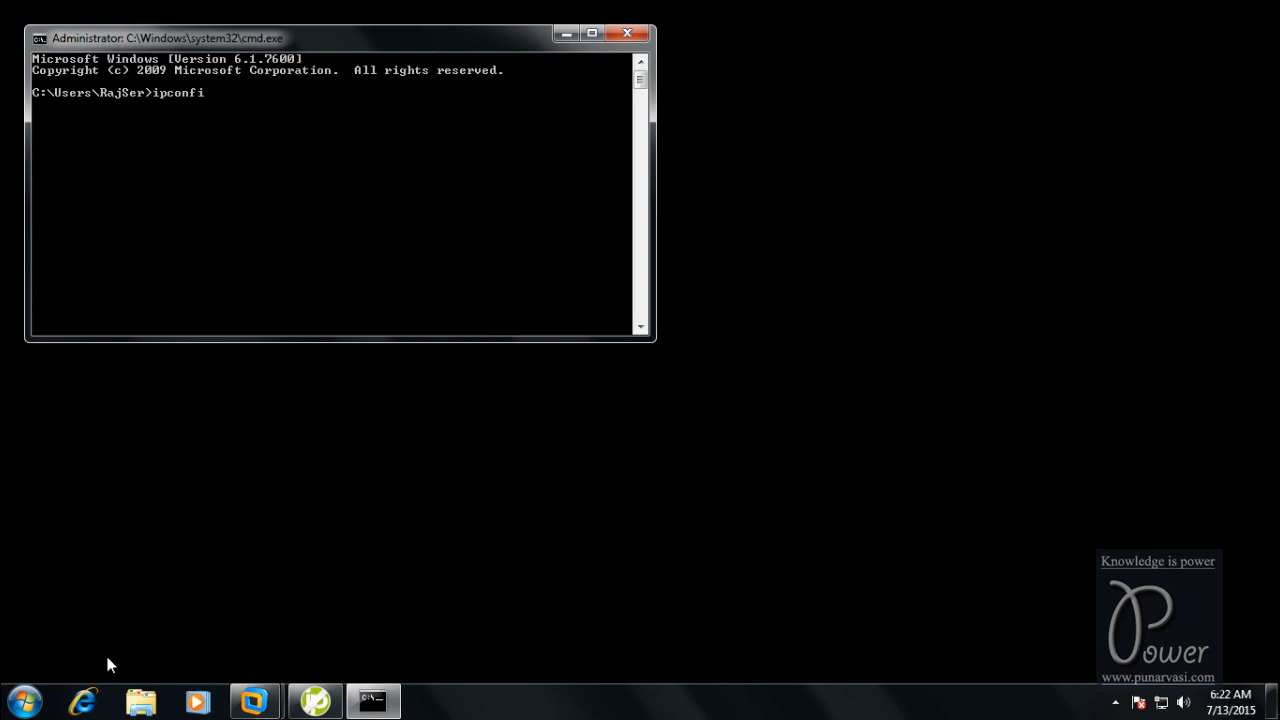 Administrator: C:\Windows\system32\cmd.exe
Microsoft Windows [Version 6.1.7600]
Copyright (c) 2009 Microsoft Corporation.  All rights reserved.
C:\Users\RajSer>ipconfi
Knowledge is power
Power
www.punarvasi.com
6:22 AM
7/13/2015